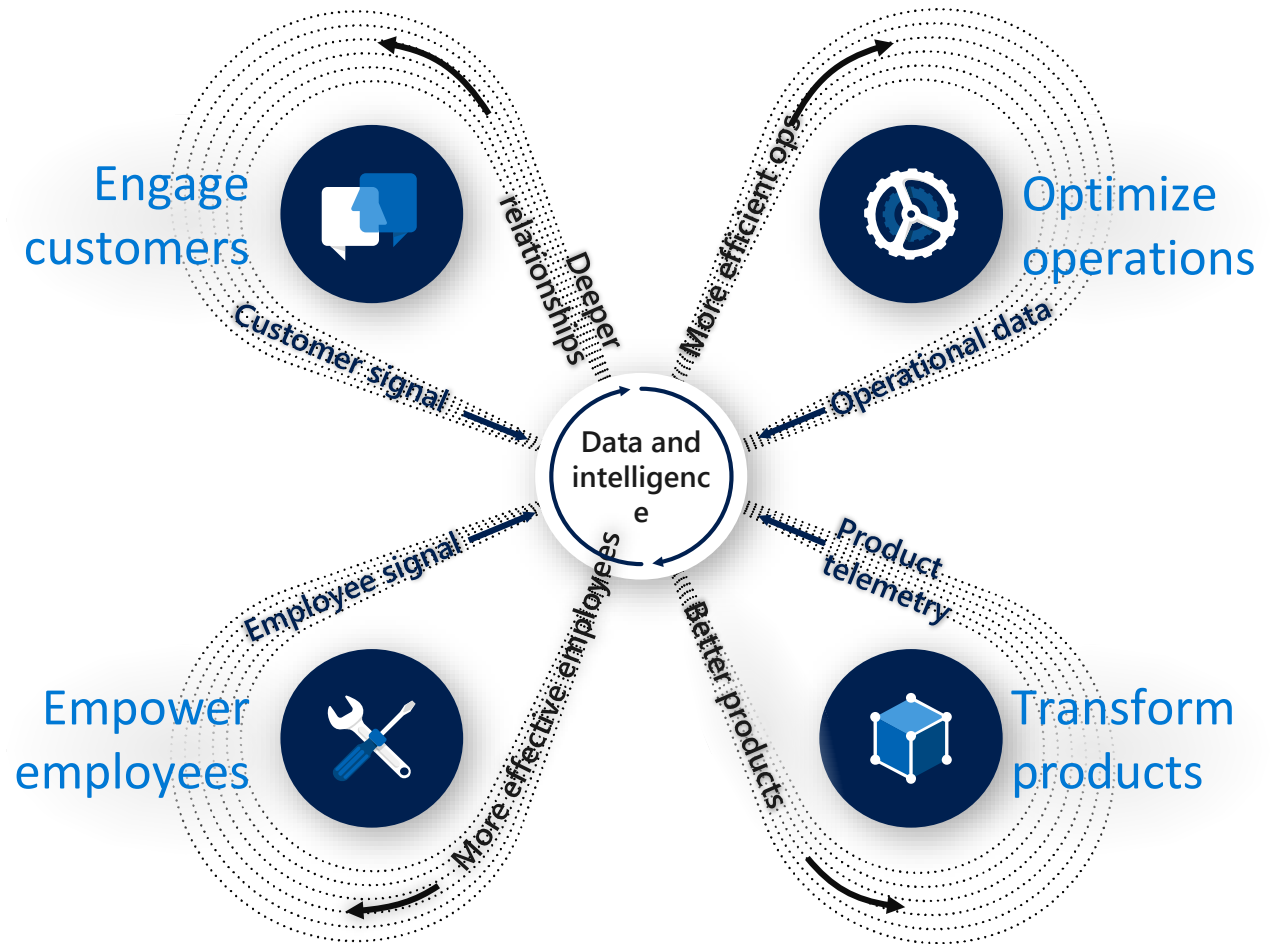 Engage
customers
Deeper
relationships
Customer signal
More efficient ops
Optimize
operations
Operational data
Data and
intelligenc
e
Employee signal
Empower
employees
More effective employees
Product
telemetry
Better products
Transform
products